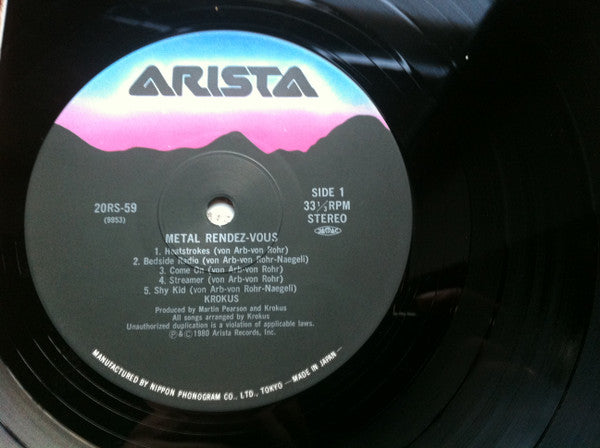 ARISTA
SIDE 1
20RS-59
33 1/3 RPM
(9853)
STEREO
METAL RENDEZ-VOUS
1. Heatstrokes (von Arb-von Rohr)
2. Bedside Radio (von Arb-von Rohr-Naegeli)
3. Come On (von Arb-von Rohr)
4. Streamer (von Arb-von Rohr)
5. Shy Kid (von Arb-von Rohr-Naegeli)
KROKUS
Produced by Martin Pearson and Krokus
All songs arranged by Krokus
Unauthorized duplication is a violation of applicable laws.
℗&©1980 Arista Records, Inc.
MANUFACTURED BY NIPPON PHONOGRAM CO., LTD., TOKYO — MADE IN JAPAN —